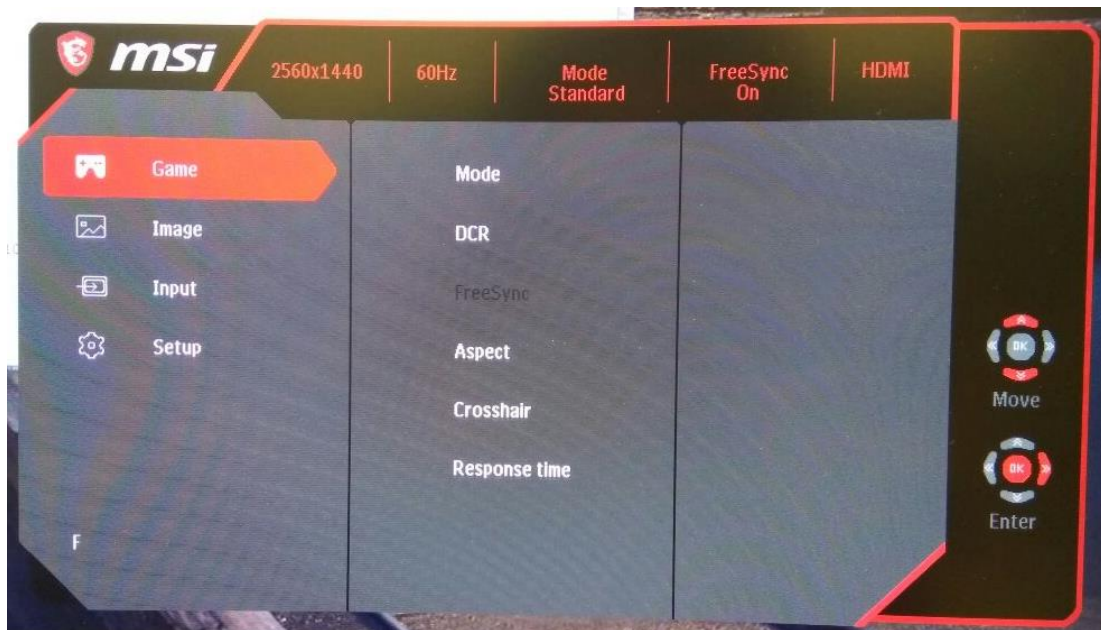 msi
2560x1440
60Hz
Mode
Standard
FreeSync
On
HDMI
Game
Image
Input
Setup
F
Mode
DCR
FreeSync
Aspect
Crosshair
Response time
OK
Move
OK
Enter